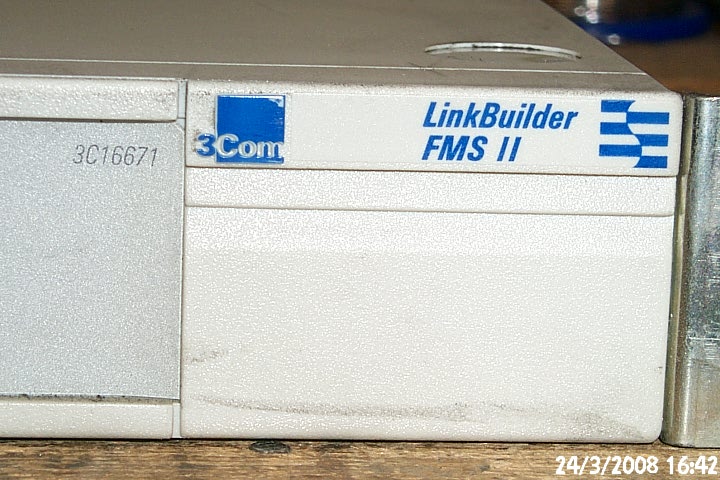 3Com
LinkBuilder
FMS II
3C16671
24/3/2008 16:42